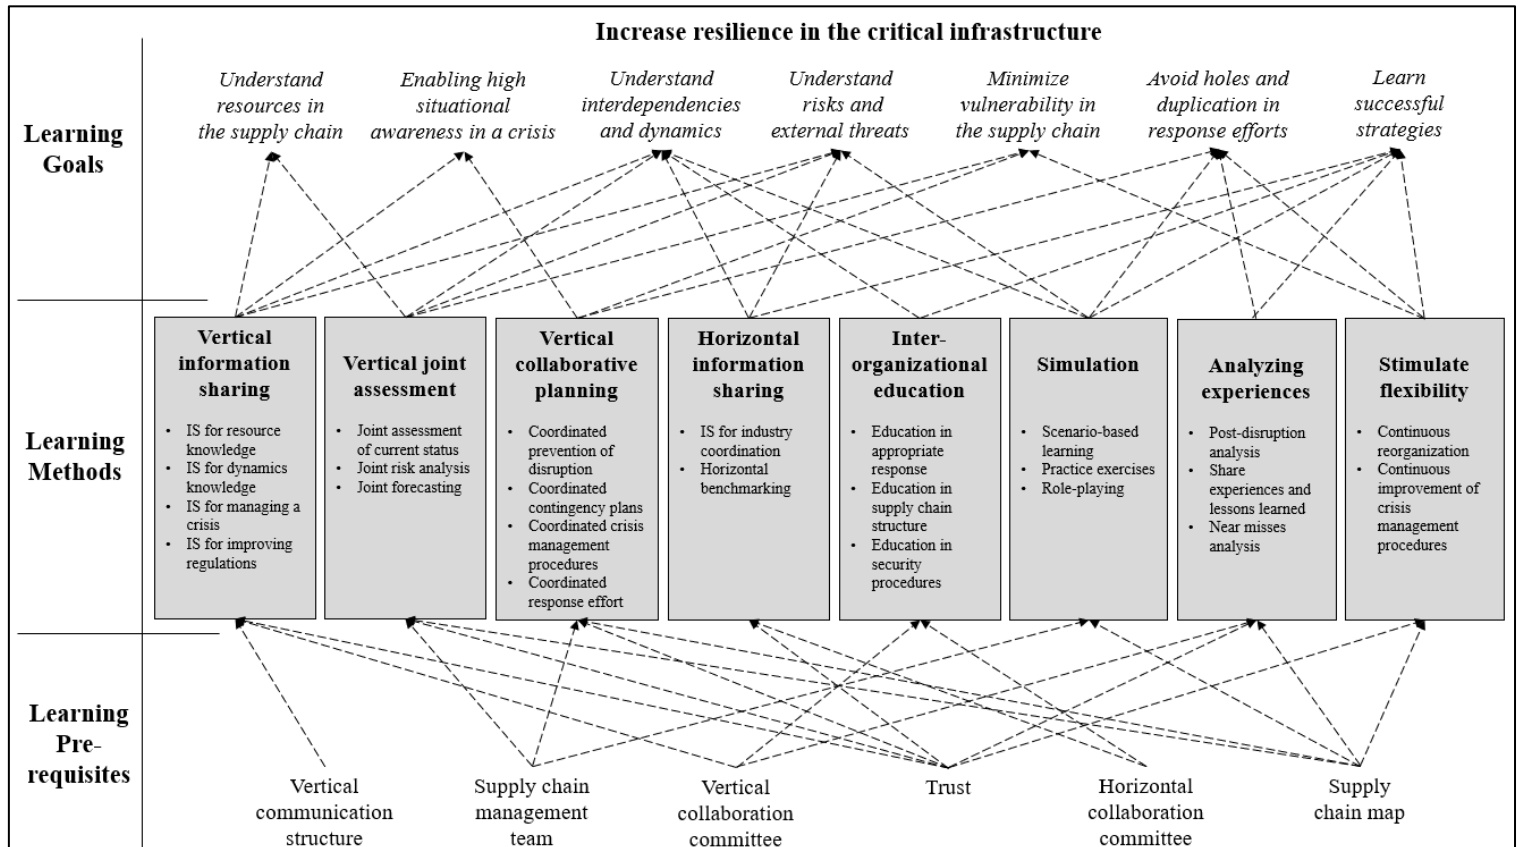 Increase resilience in the critical infrastructure
Learning
Goals
Understand
resources in
the supply chain
Enabling high
situational
awareness in a crisis
Understand
interdependencies
and dynamics
Understand
risks and
external threats
Minimize
vulnerability in
the supply chain
Avoid holes and
duplication in
response efforts
Learn
successful
strategies
Learning
Methods
Vertical
information
sharing
• IS for resource
knowledge
• IS for dynamics
knowledge
• IS for managing a
crisis
• IS for improving
regulations
Vertical joint
assessment
• Joint assessment
of current status
• Joint risk analysis
• Joint forecasting
Vertical
collaborative
planning
• Coordinated
prevention of
disruption
• Coordinated
contingency plans
• Coordinated crisis
management
procedures
• Coordinated
response effort
Horizontal
information
sharing
• IS for industry
coordination
• Horizontal
benchmarking
Inter-
organizational
education
• Education in
appropriate
response
• Education in
supply chain
structure
• Education in
security
procedures
Simulation
• Scenario-based
learning
• Practice exercises
• Role-playing
Analyzing
experiences
• Post-disruption
analysis
• Share
experiences and
lessons learned
• Near misses
analysis
Stimulate
flexibility
• Continuous
reorganization
• Continuous
improvement of
crisis
management
procedures
Learning
Pre-
requisites
Vertical
communication
structure
Supply chain
management
team
Vertical
collaboration
committee
Trust
Horizontal
collaboration
committee
Supply
chain map